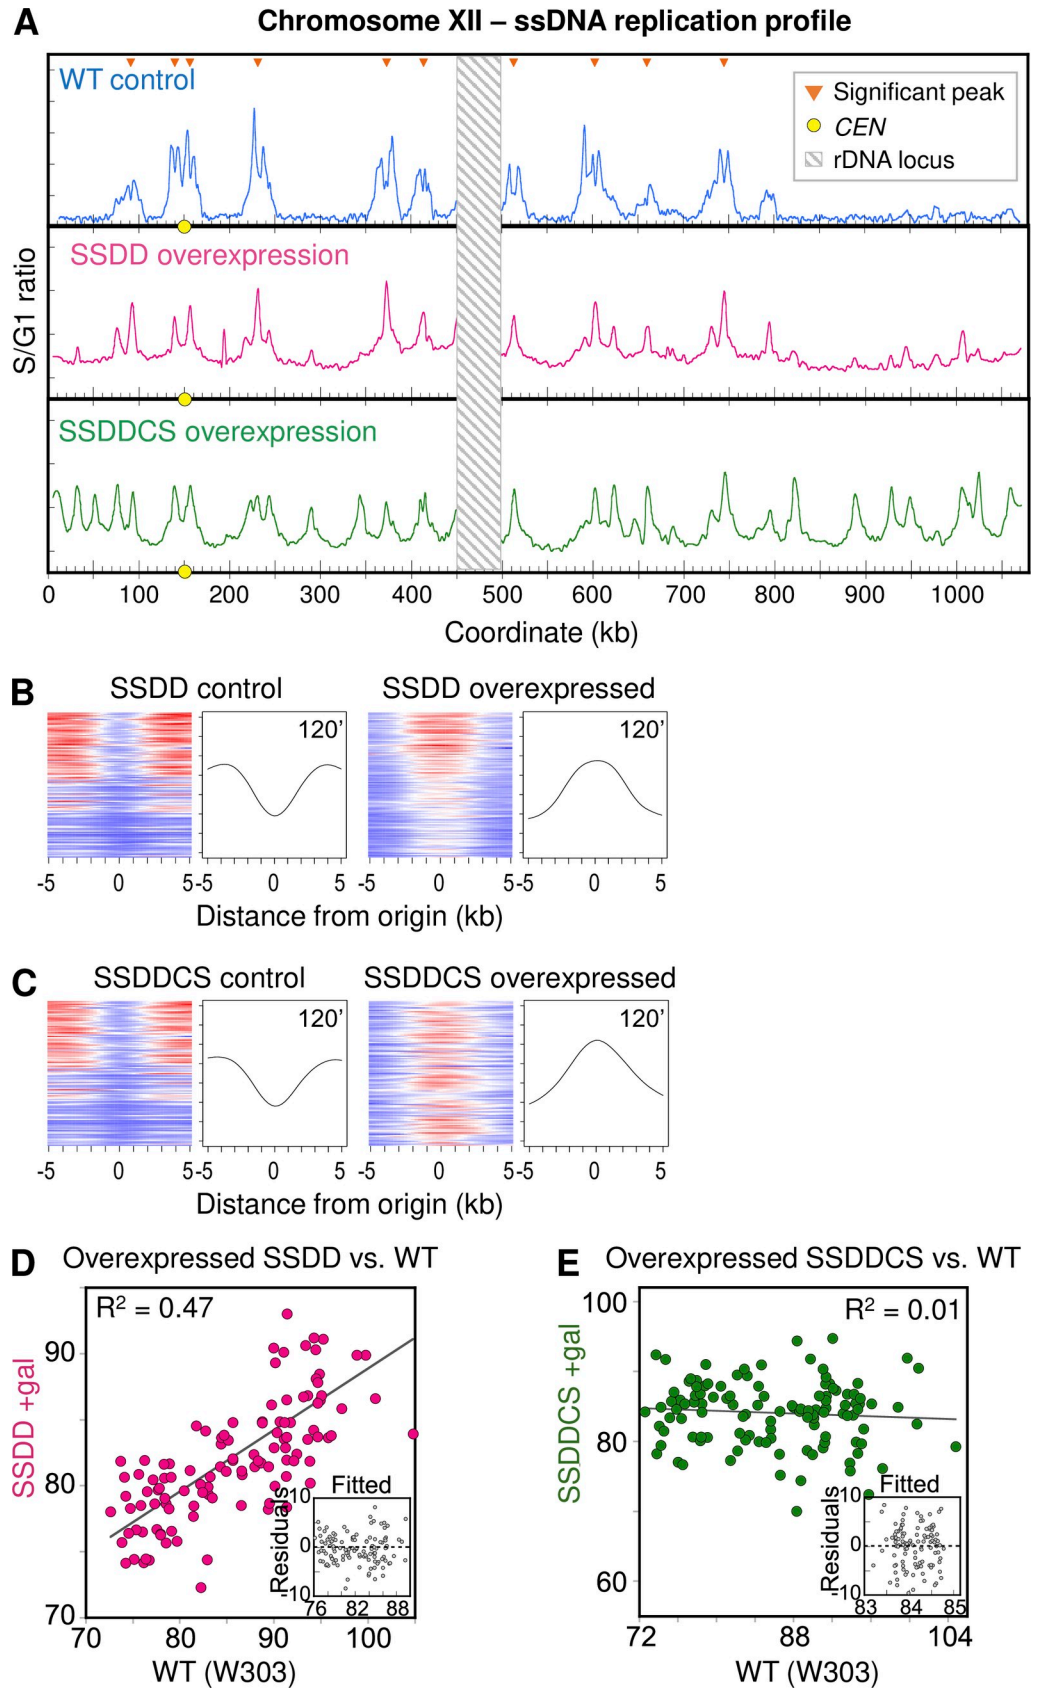 A
Chromosome XII – ssDNA replication profile
WT control
Significant peak
CEN
rDNA locus
SSDD overexpression
S/G1 ratio
SSDDCS overexpression
0 100 200 300 400 500 600 700 800 900 1000
Coordinate (kb)
B
SSDD control
SSDD overexpressed
120’
120’
-5 0 5 -5 0 5 -5 0 5 -5 0 5
Distance from origin (kb)
C
SSDDCS control
SSDDCS overexpressed
120’
120’
-5 0 5 -5 0 5 -5 0 5 -5 0 5
Distance from origin (kb)
D
Overexpressed SSDD vs. WT
R² = 0.47
90
80
70
SSDD +gal
Fitted
Residuals
10
0
-10
76 82 88
70 80 90 100
WT (W303)
E
Overexpressed SSDDCS vs. WT
R² = 0.01
100
80
60
SSDDCS +gal
Fitted
Residuals
10
0
-10
83 84 85
72 88 104
WT (W303)